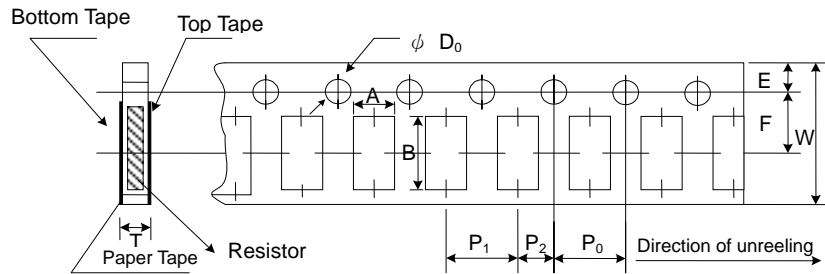 Bottom Tape
Top Tape
ψ D₀
E
A
F
W
B
T
Paper Tape
Resistor
P₁
P₂
P₀
Direction of unreeling